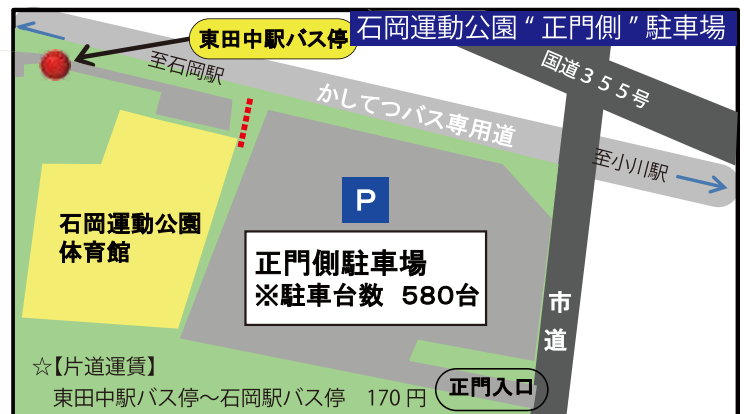 石岡運動公園“正門側”駐車場
東田中駅バス停
至石岡駅
国道355号
かしてつバス専用道
至小川駅
P
石岡運動公園
体育館
正門側駐車場
※駐車台数 580台
市道
☆【片道運賃】
東田中駅バス停～石岡駅バス停 170円
正門入口